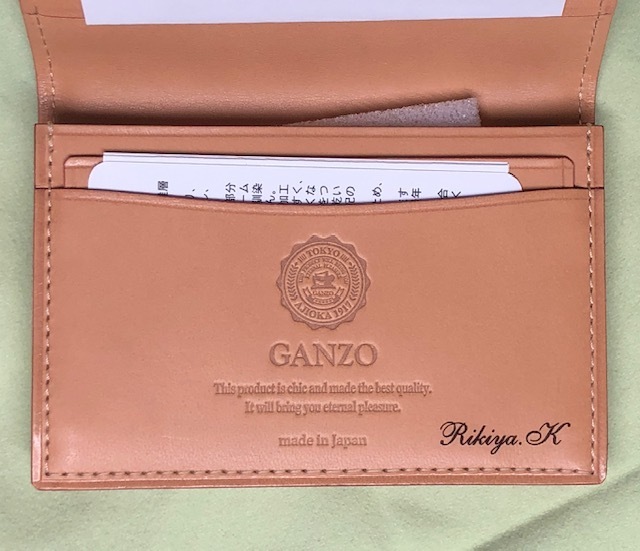 TOKYO
GANZO
AJIOKA 1917
GANZO
This product is chic and made the best quality.
It will bring you eternal pleasure.
made in Japan
Rikiya.K